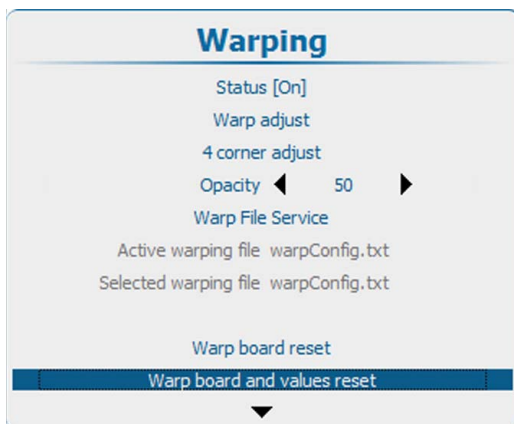 Warping
Status [On]
Warp adjust
4 corner adjust
Opacity 50
Warp File Service
Active warping file warpConfig.txt
Selected warping file warpConfig.txt
Warp board reset
Warp board and values reset